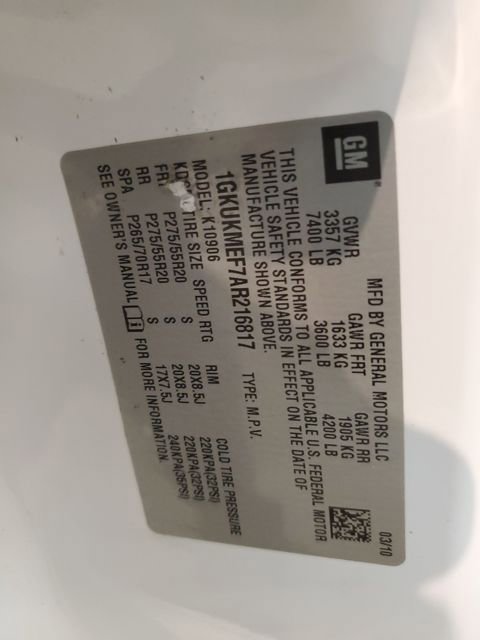 GM
MFD BY GENERAL MOTORS LLC
03/10
GVWR GAWR FRT GAWR RR
3357 KG 1633 KG 1905 KG
7400 LB 3600 LB 4200 LB
THIS VEHICLE CONFORMS TO ALL APPLICABLE U.S. FEDERAL MOTOR
VEHICLE SAFETY STANDARDS IN EFFECT ON THE DATE OF
MANUFACTURE SHOWN ABOVE.
1GKUKMEF7AR216817 TYPE: M.P.V.
MODEL: K10906
TIRE SIZE SPEED RTG RIM COLD TIRE PRESSURE
P275/55R20 S 20X8.5J 220KPA(32PSI)
RR P275/55R20 S 20X8.5J 220KPA(32PSI)
SPA P265/70R17 17X7.5J 240KPA(35PSI)
SEE OWNER'S MANUAL FOR MORE INFORMATION.